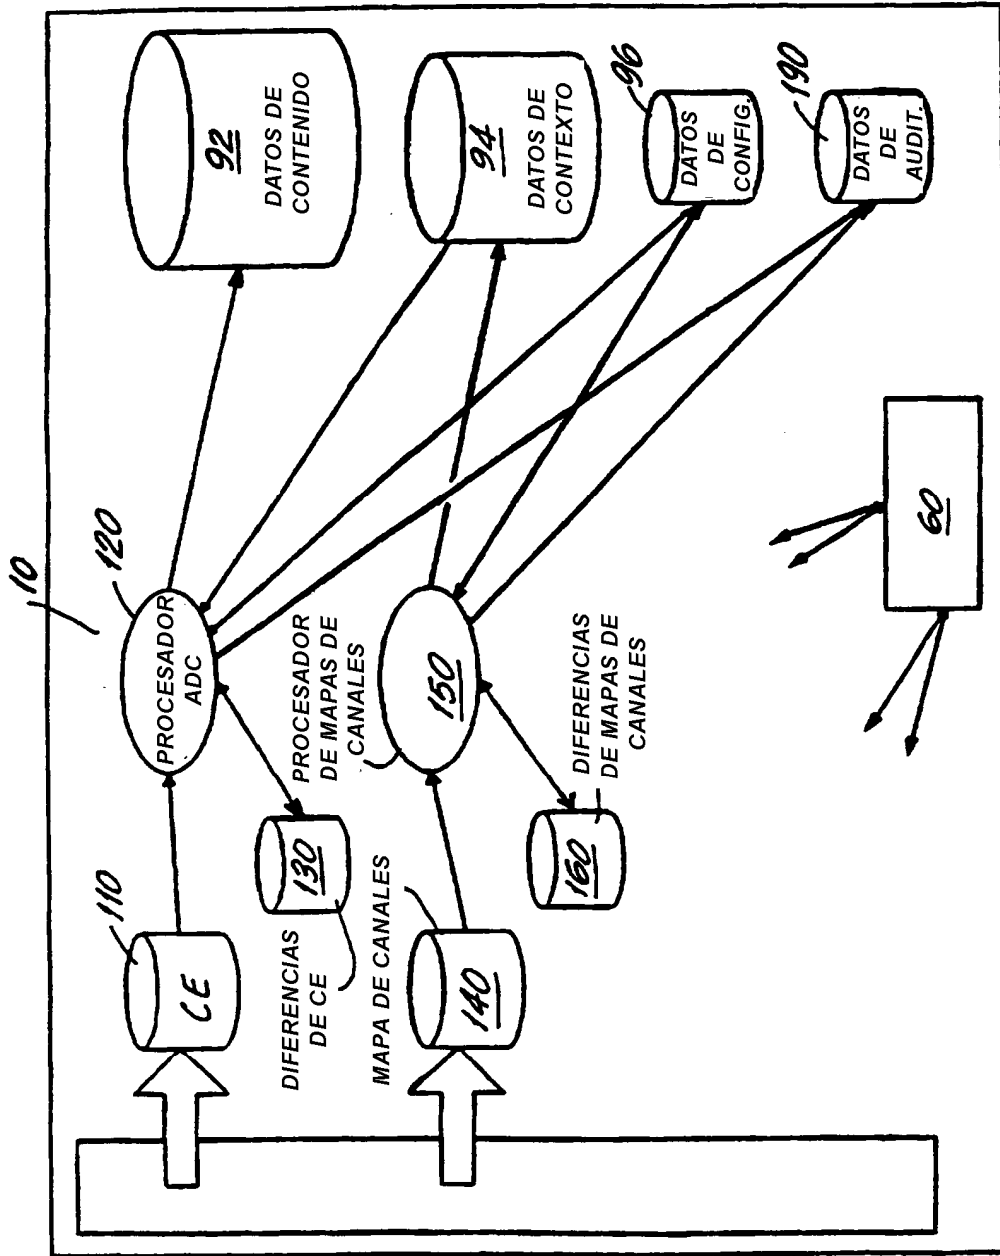 10
110
CE
120
PROCESADOR
ADC
92
DATOS DE
CONTENIDO
DIFERENCIAS
DE CE
130
PROCESADOR
DE MAPAS DE
CANALES
94
DATOS DE
CONTEXTO
MAPA DE CANALES
140
150
96
DATOS
DE
CONFIG.
160
DIFERENCIAS
DE MAPAS DE
CANALES
190
DATOS
DE
AUDIT.
60